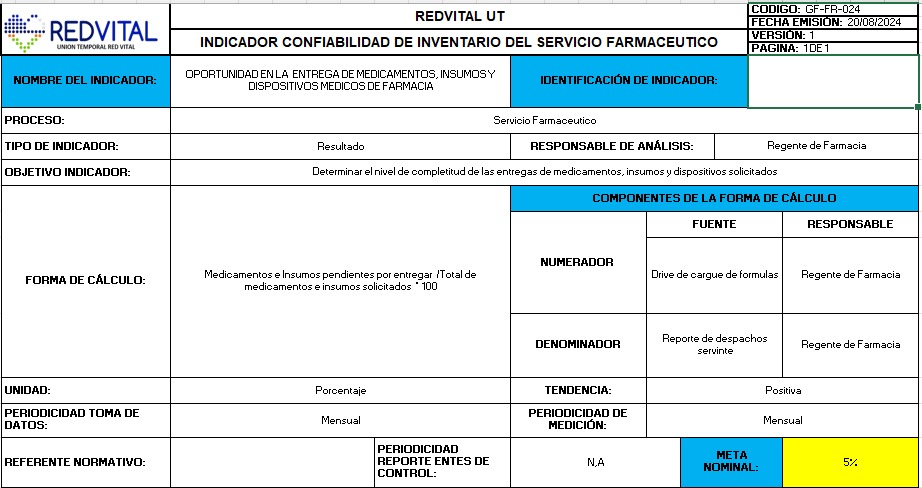 REDVITAL
UNION TEMPORAL RED VITAL
REDVITAL UT
INDICADOR CONFIABILIDAD DE INVENTARIO DEL SERVICIO FARMACEUTICO
CODIGO: GF-FR-024
FECHA EMISIÓN: 20/08/2024
VERSIÓN: 1
PAGINA: 1DE1
NOMBRE DEL INDICADOR:
OPORTUNIDAD EN LA ENTREGA DE MEDICAMENTOS, INSUMOS Y
DISPOSITIVOS MEDICOS DE FARMACIA
IDENTIFICACIÓN DE INDICADOR:
PROCESO:
Servicio Farmaceutico
TIPO DE INDICADOR:
Resultado
RESPONSABLE DE ANÁLISIS:
Regente de Farmacia
OBJETIVO INDICADOR:
Determinar el nivel de completitud de las entregas de medicamentos, insumos y dispositivos solicitados
FORMA DE CÁLCULO:
Medicamentos e Insumos pendientes por entregar /Total de
medicamentos e insumos solicitados * 100
COMPONENTES DE LA FORMA DE CÁLCULO
FUENTE
RESPONSABLE
NUMERADOR
Drive de cargue de formulas
Regente de Farmacia
DENOMINADOR
Reporte de despachos
servinte
Regente de Farmacia
UNIDAD:
Porcentaje
TENDENCIA:
Positiva
PERIODICIDAD TOMA DE
DATOS:
Mensual
PERIODICIDAD DE
MEDICIÓN:
Mensual
REFERENTE NORMATIVO:
PERIODICIDAD
REPORTE ENTES DE
CONTROL:
N,A
META
NOMINAL:
5%